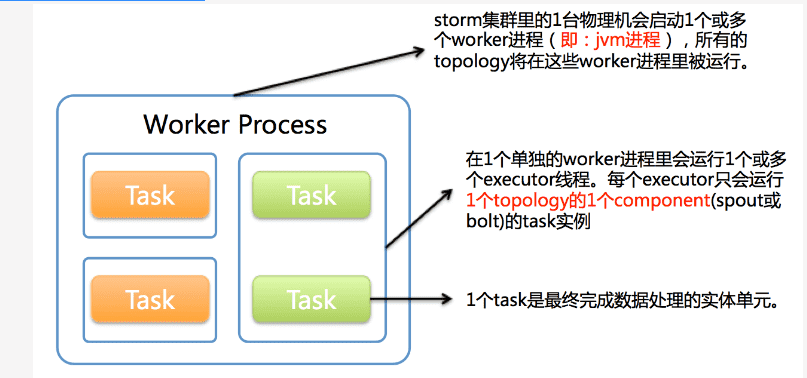 storm集群里的1台物理机会启动1个或多
个worker进程（即：jvm进程），所有的
topology将在这些worker进程里被运行。
Worker Process
Task
Task
Task
Task
在1个单独的worker进程里会运行1个或多
个executor线程。每个executor只会运行
1个topology的1个component(spout或
bolt)的task实例
1个task是最终完成数据处理的实体单元。